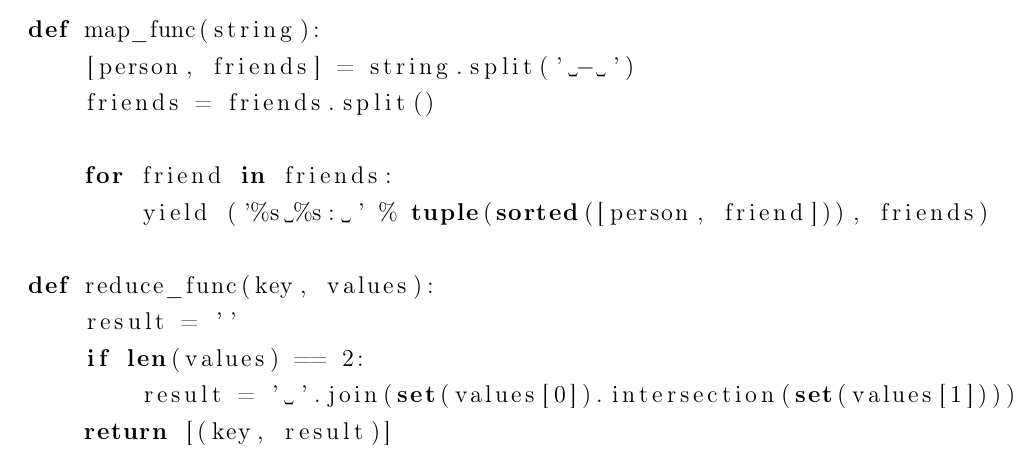 def map_func(string):
    [person, friends] = string.split('␣-␣')
    friends = friends.split()

    for friend in friends:
        yield ('%s␣%s:␣' % tuple(sorted([person, friend])), friends)

def reduce_func(key, values):
    result = ''
    if len(values) == 2:
        result = '␣'.join(set(values[0]).intersection(set(values[1])))
    return [(key, result)]